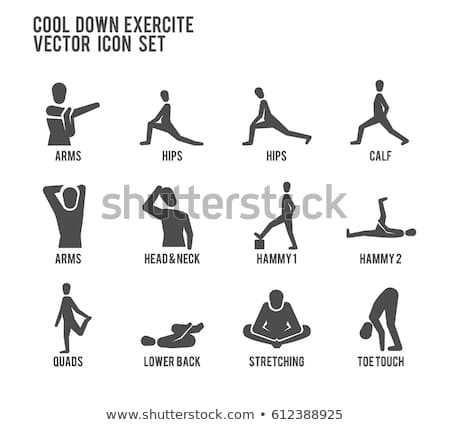 COOL DOWN EXERCITE
VECTOR ICON SET
ARMS
HIPS
HIPS
CALF
ARMS
HEAD & NECK
HAMMY 1
HAMMY 2
shutterstock
QUADS
LOWER BACK
STRETCHING
TOE TOUCH
www.shutterstock.com · 612388925